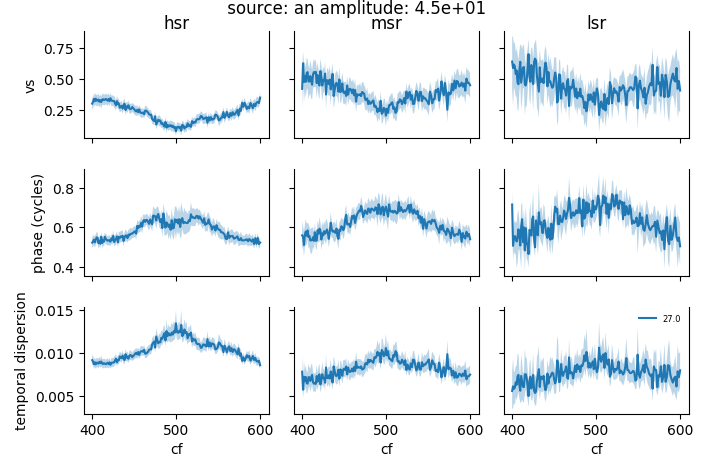 source: an amplitude: 4.5e+01
hsr
msr
lsr
vs
0.75
0.50
0.25
phase (cycles)
0.8
0.6
0.4
temporal dispersion
0.015
0.010
0.005
27.0
400 500 600
400 500 600
400 500 600
cf
cf
cf